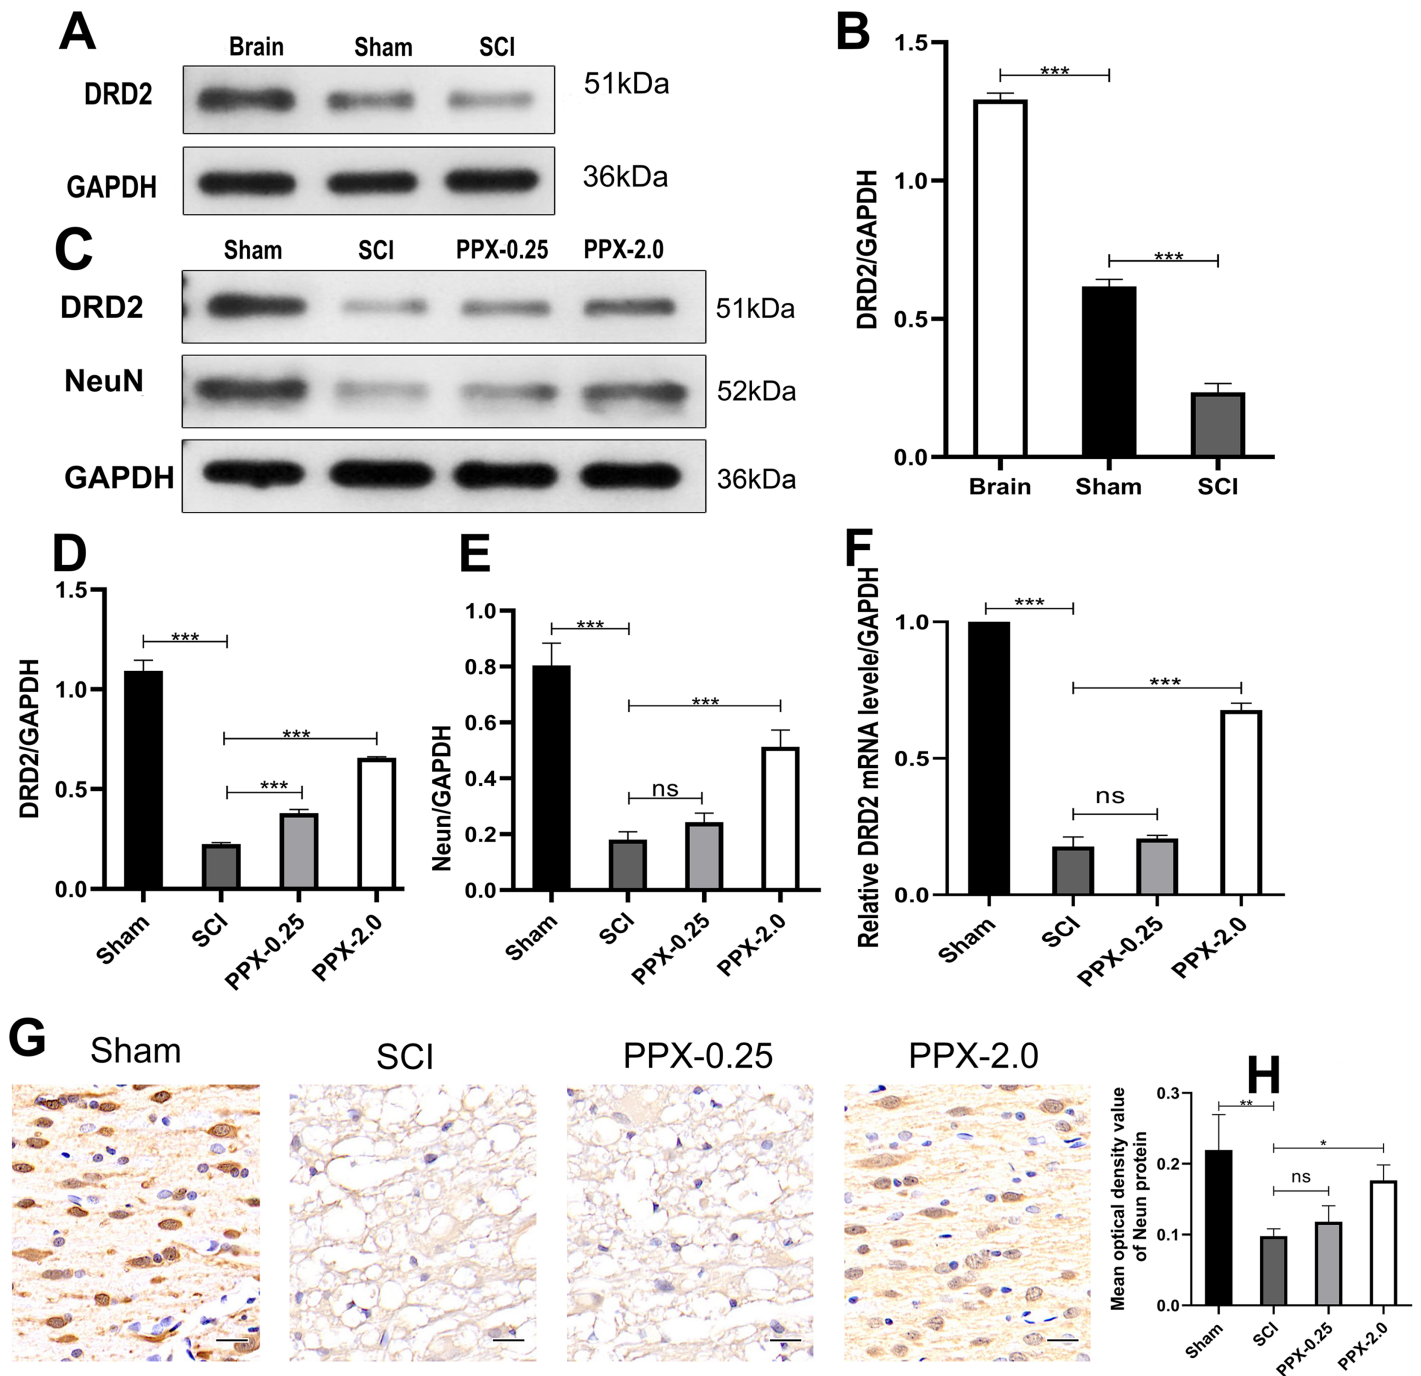 A
Brain Sham SCI
DRD2 51kDa
GAPDH 36kDa
B
1.5
1.0
0.5
0.0
DRD2/GAPDH
***
***
Brain Sham SCI
C
Sham SCI PPX-0.25 PPX-2.0
DRD2 51kDa
NeuN 52kDa
GAPDH 36kDa
D
1.5
1.0
0.5
0.0
DRD2/GAPDH
***
***
***
Sham SCI PPX-0.25 PPX-2.0
E
1.0
0.8
0.6
0.4
0.2
0.0
Neun/GAPDH
***
***
ns
Sham SCI PPX-0.25 PPX-2.0
F
1.0
0.5
0.0
Relative DRD2 mRNA levele/GAPDH
***
***
ns
Sham SCI PPX-0.25 PPX-2.0
G
Sham SCI PPX-0.25 PPX-2.0
H
0.3
0.2
0.1
0.0
Mean optical density value
of Neun protein
**
*
ns
Sham SCI PPX-0.25 PPX-2.0